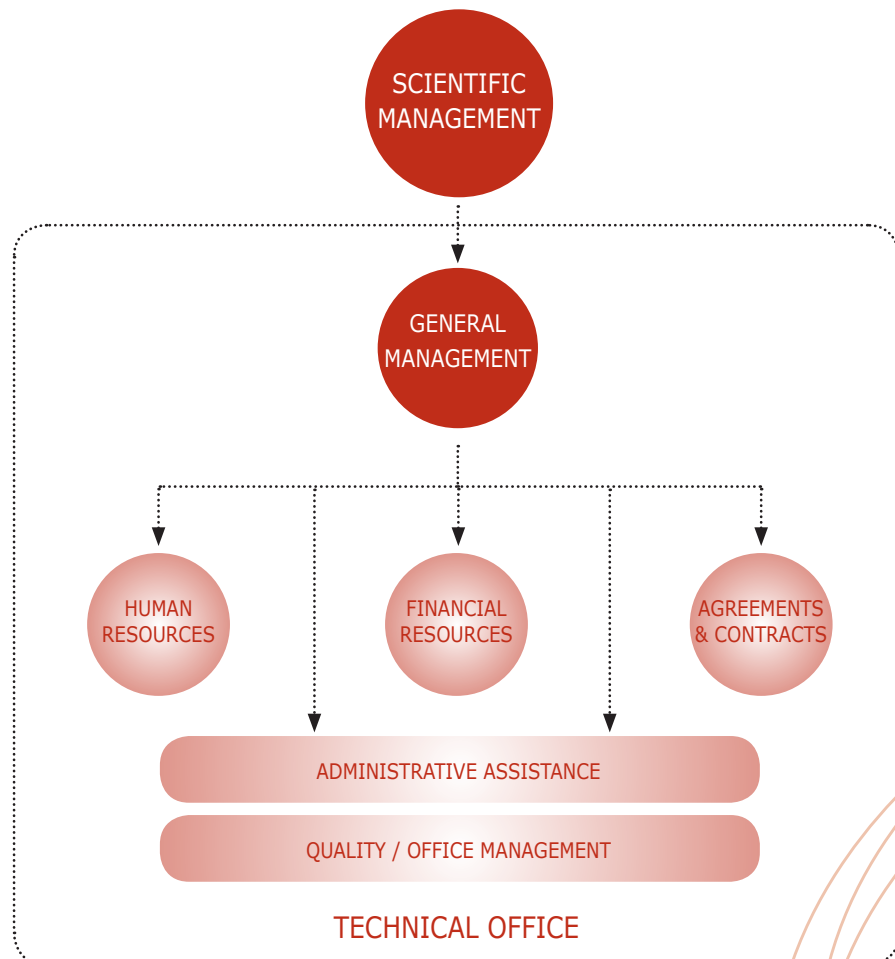 SCIENTIFIC
MANAGEMENT
GENERAL
MANAGEMENT
HUMAN
RESOURCES
FINANCIAL
RESOURCES
AGREEMENTS
& CONTRACTS
ADMINISTRATIVE ASSISTANCE
QUALITY / OFFICE MANAGEMENT
TECHNICAL OFFICE